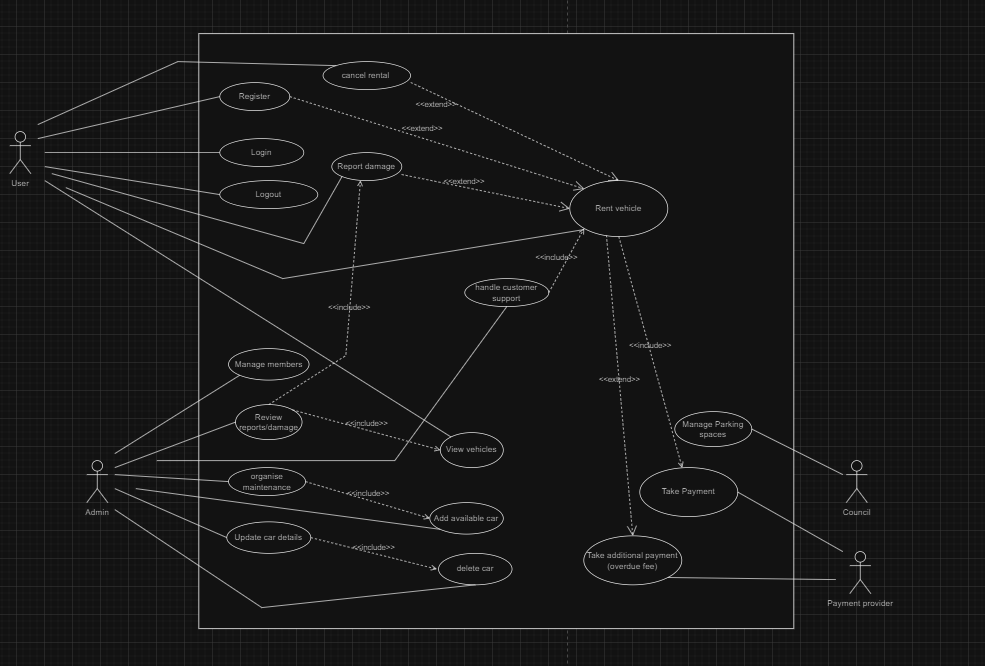 cancel rental
Register
<<extend>>
<<extend>>
Login
Report damage
<<extend>>
User
Logout
Rent vehicle
<<include>>
handle customer
support
<<include>>
<<include>>
Manage members
<<extend>>
Review
reports/damage
<<include>>
Manage Parking
spaces
View vehicles
organise
maintenance
<<include>>
Take Payment
Admin
Council
Add available car
Update car details
<<include>>
Take additional payment
(overdue fee)
delete car
Payment provider